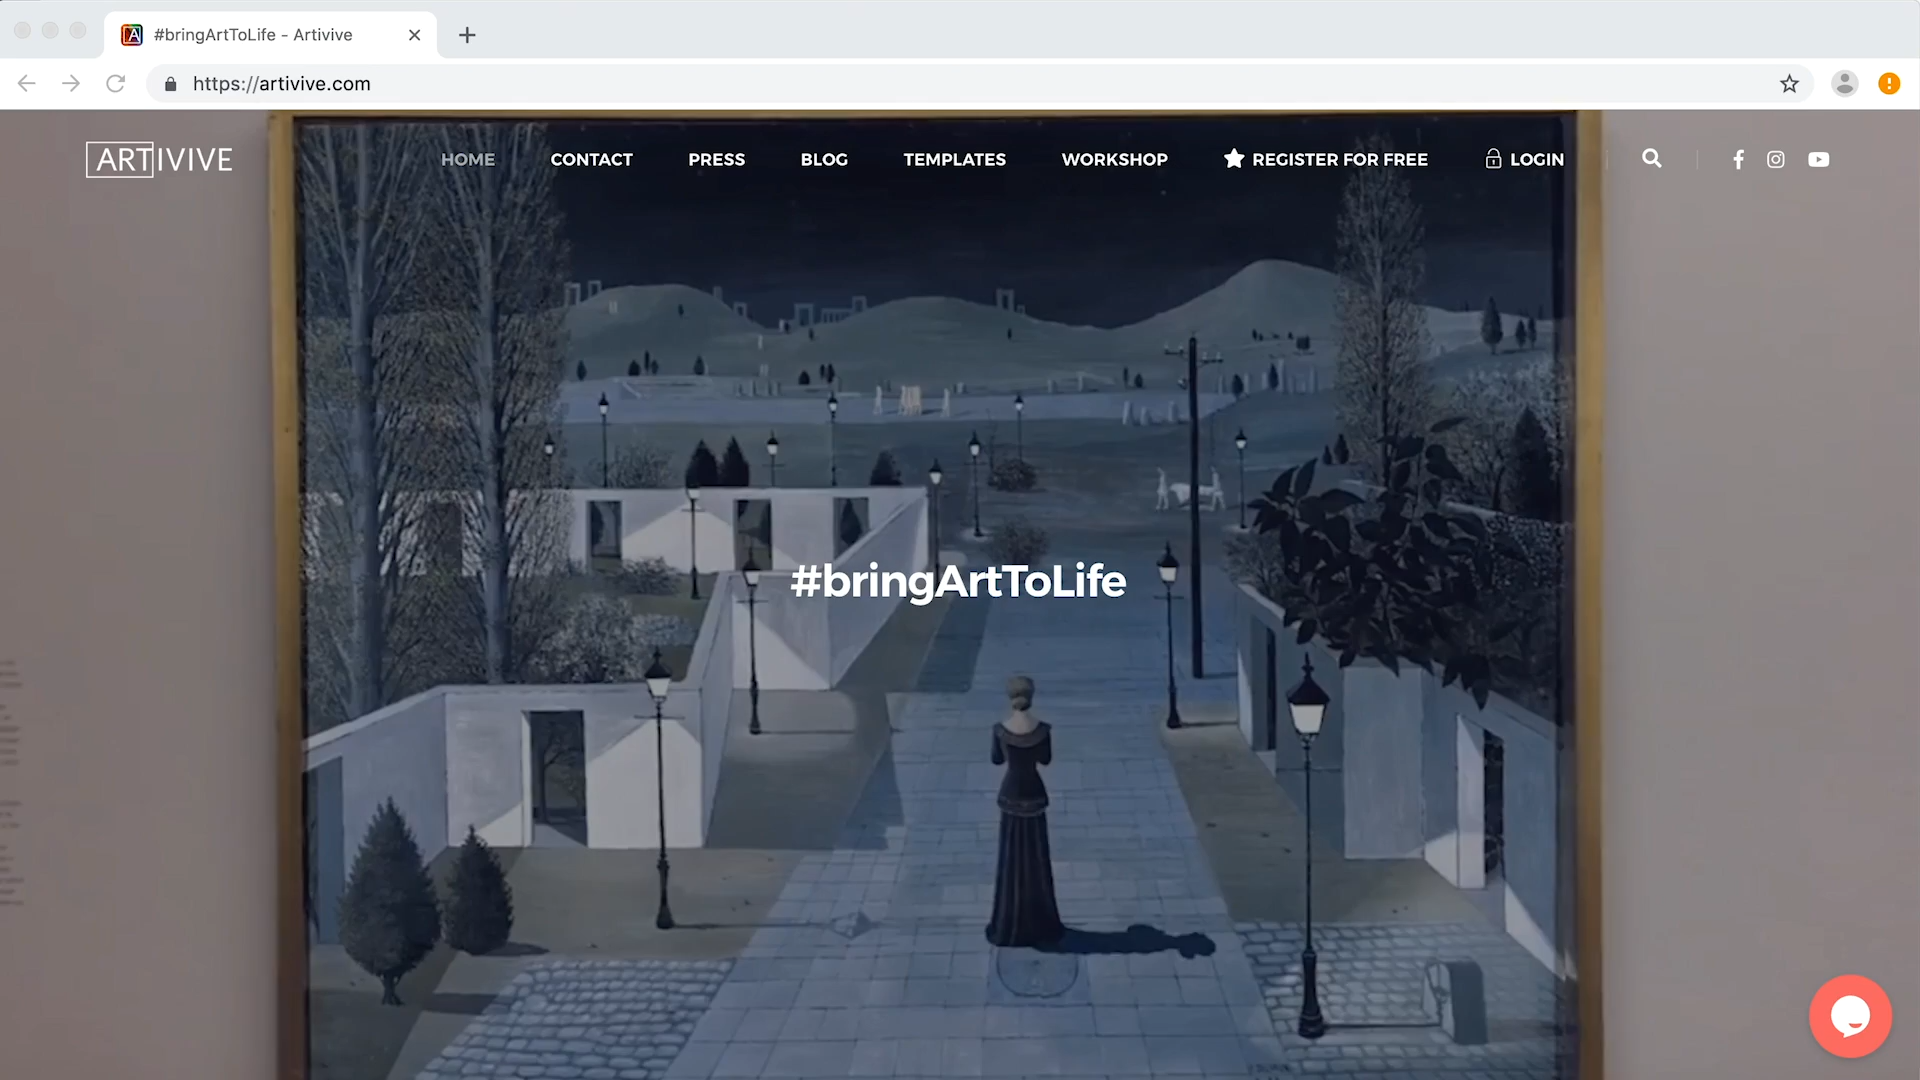 #bringArtToLife - Artivive
https://artivive.com
ARTIVIVE
HOME CONTACT PRESS BLOG TEMPLATES WORKSHOP REGISTER FOR FREE LOGIN
#bringArtToLife